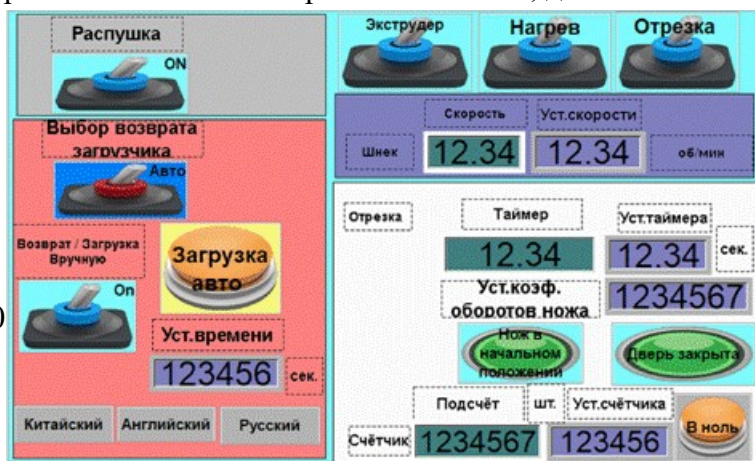 Распушка
ON
Выбор возврата
загрузчика
Авто
Возврат / Загрузка
Вручную
On
Загрузка
авто
Уст.времени
123456 сек.
Китайский Английский Русский
Экструдер Нагрев Отрезка
Скорость Уст.скорости
Шнек 12.34 12.34 об/мин
Отрезка Таймер Уст.таймера
12.34 12.34 сек.
Уст.коэф.
оборотов ножа
1234567
Нож в
начальном
положении
Дверь закрыта
Подсчёт шт. Уст.счётчика
Счётчик 1234567 123456 В ноль